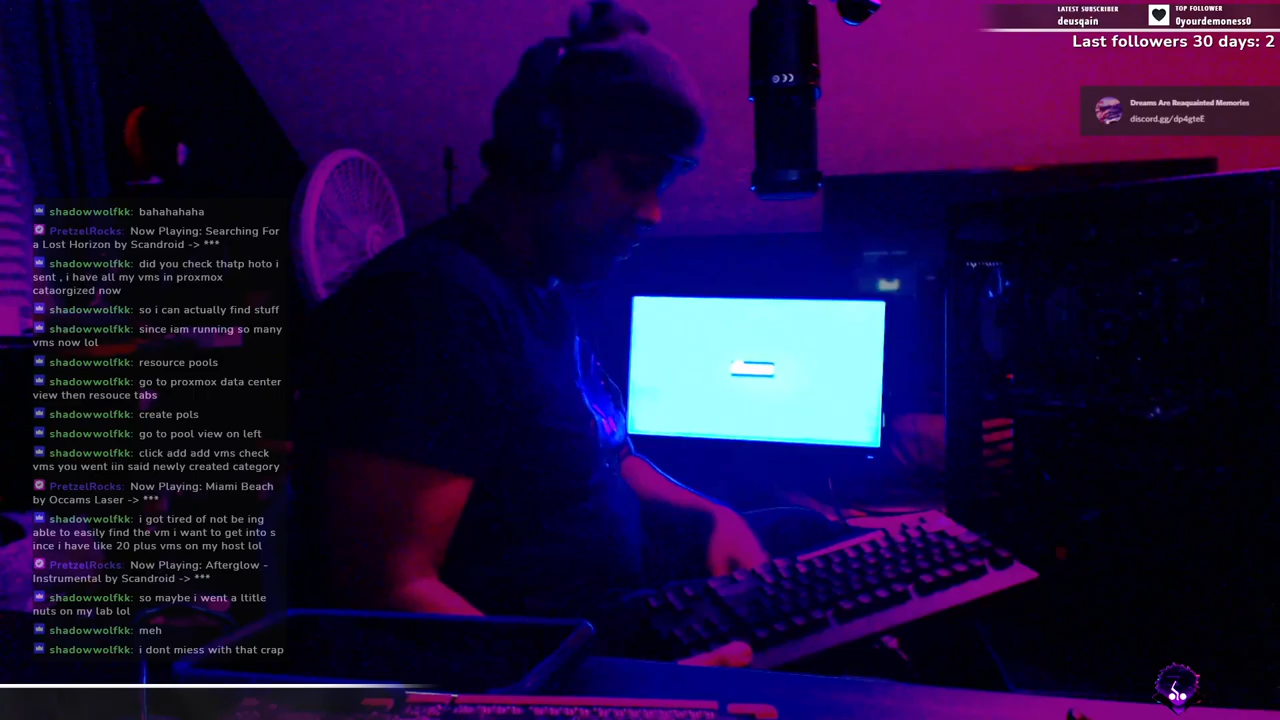 LATEST SUBSCRIBER
deusqain
TOP FOLLOWER
0yourdemoness0
Last followers 30 days: 2
Dreams Are Reaquainted Memories
discord.gg/dp4gteE
shadowwolfkk: bahahahaha
PretzelRocks: Now Playing: Searching For
a Lost Horizon by Scandroid -> ***
shadowwolfkk: did you check thatp hoto i
sent , i have all my vms in proxmox
cataorgized now
shadowwolfkk: so i can actually find stuff
shadowwolfkk: since iam running so many
vms now lol
shadowwolfkk: resource pools
shadowwolfkk: go to proxmox data center
view then resouce tabs
shadowwolfkk: create pols
shadowwolfkk: go to pool view on left
shadowwolfkk: click add add vms check
vms you went iin said newly created category
PretzelRocks: Now Playing: Miami Beach
by Occams Laser -> ***
shadowwolfkk: i got tired of not be ing
able to easily find the vm i want to get into s
ince i have like 20 plus vms on my host lol
PretzelRocks: Now Playing: Afterglow -
Instrumental by Scandroid -> ***
shadowwolfkk: so maybe i went a ltitle
nuts on my lab lol
shadowwolfkk: meh
shadowwolfkk: i dont miess with that crap